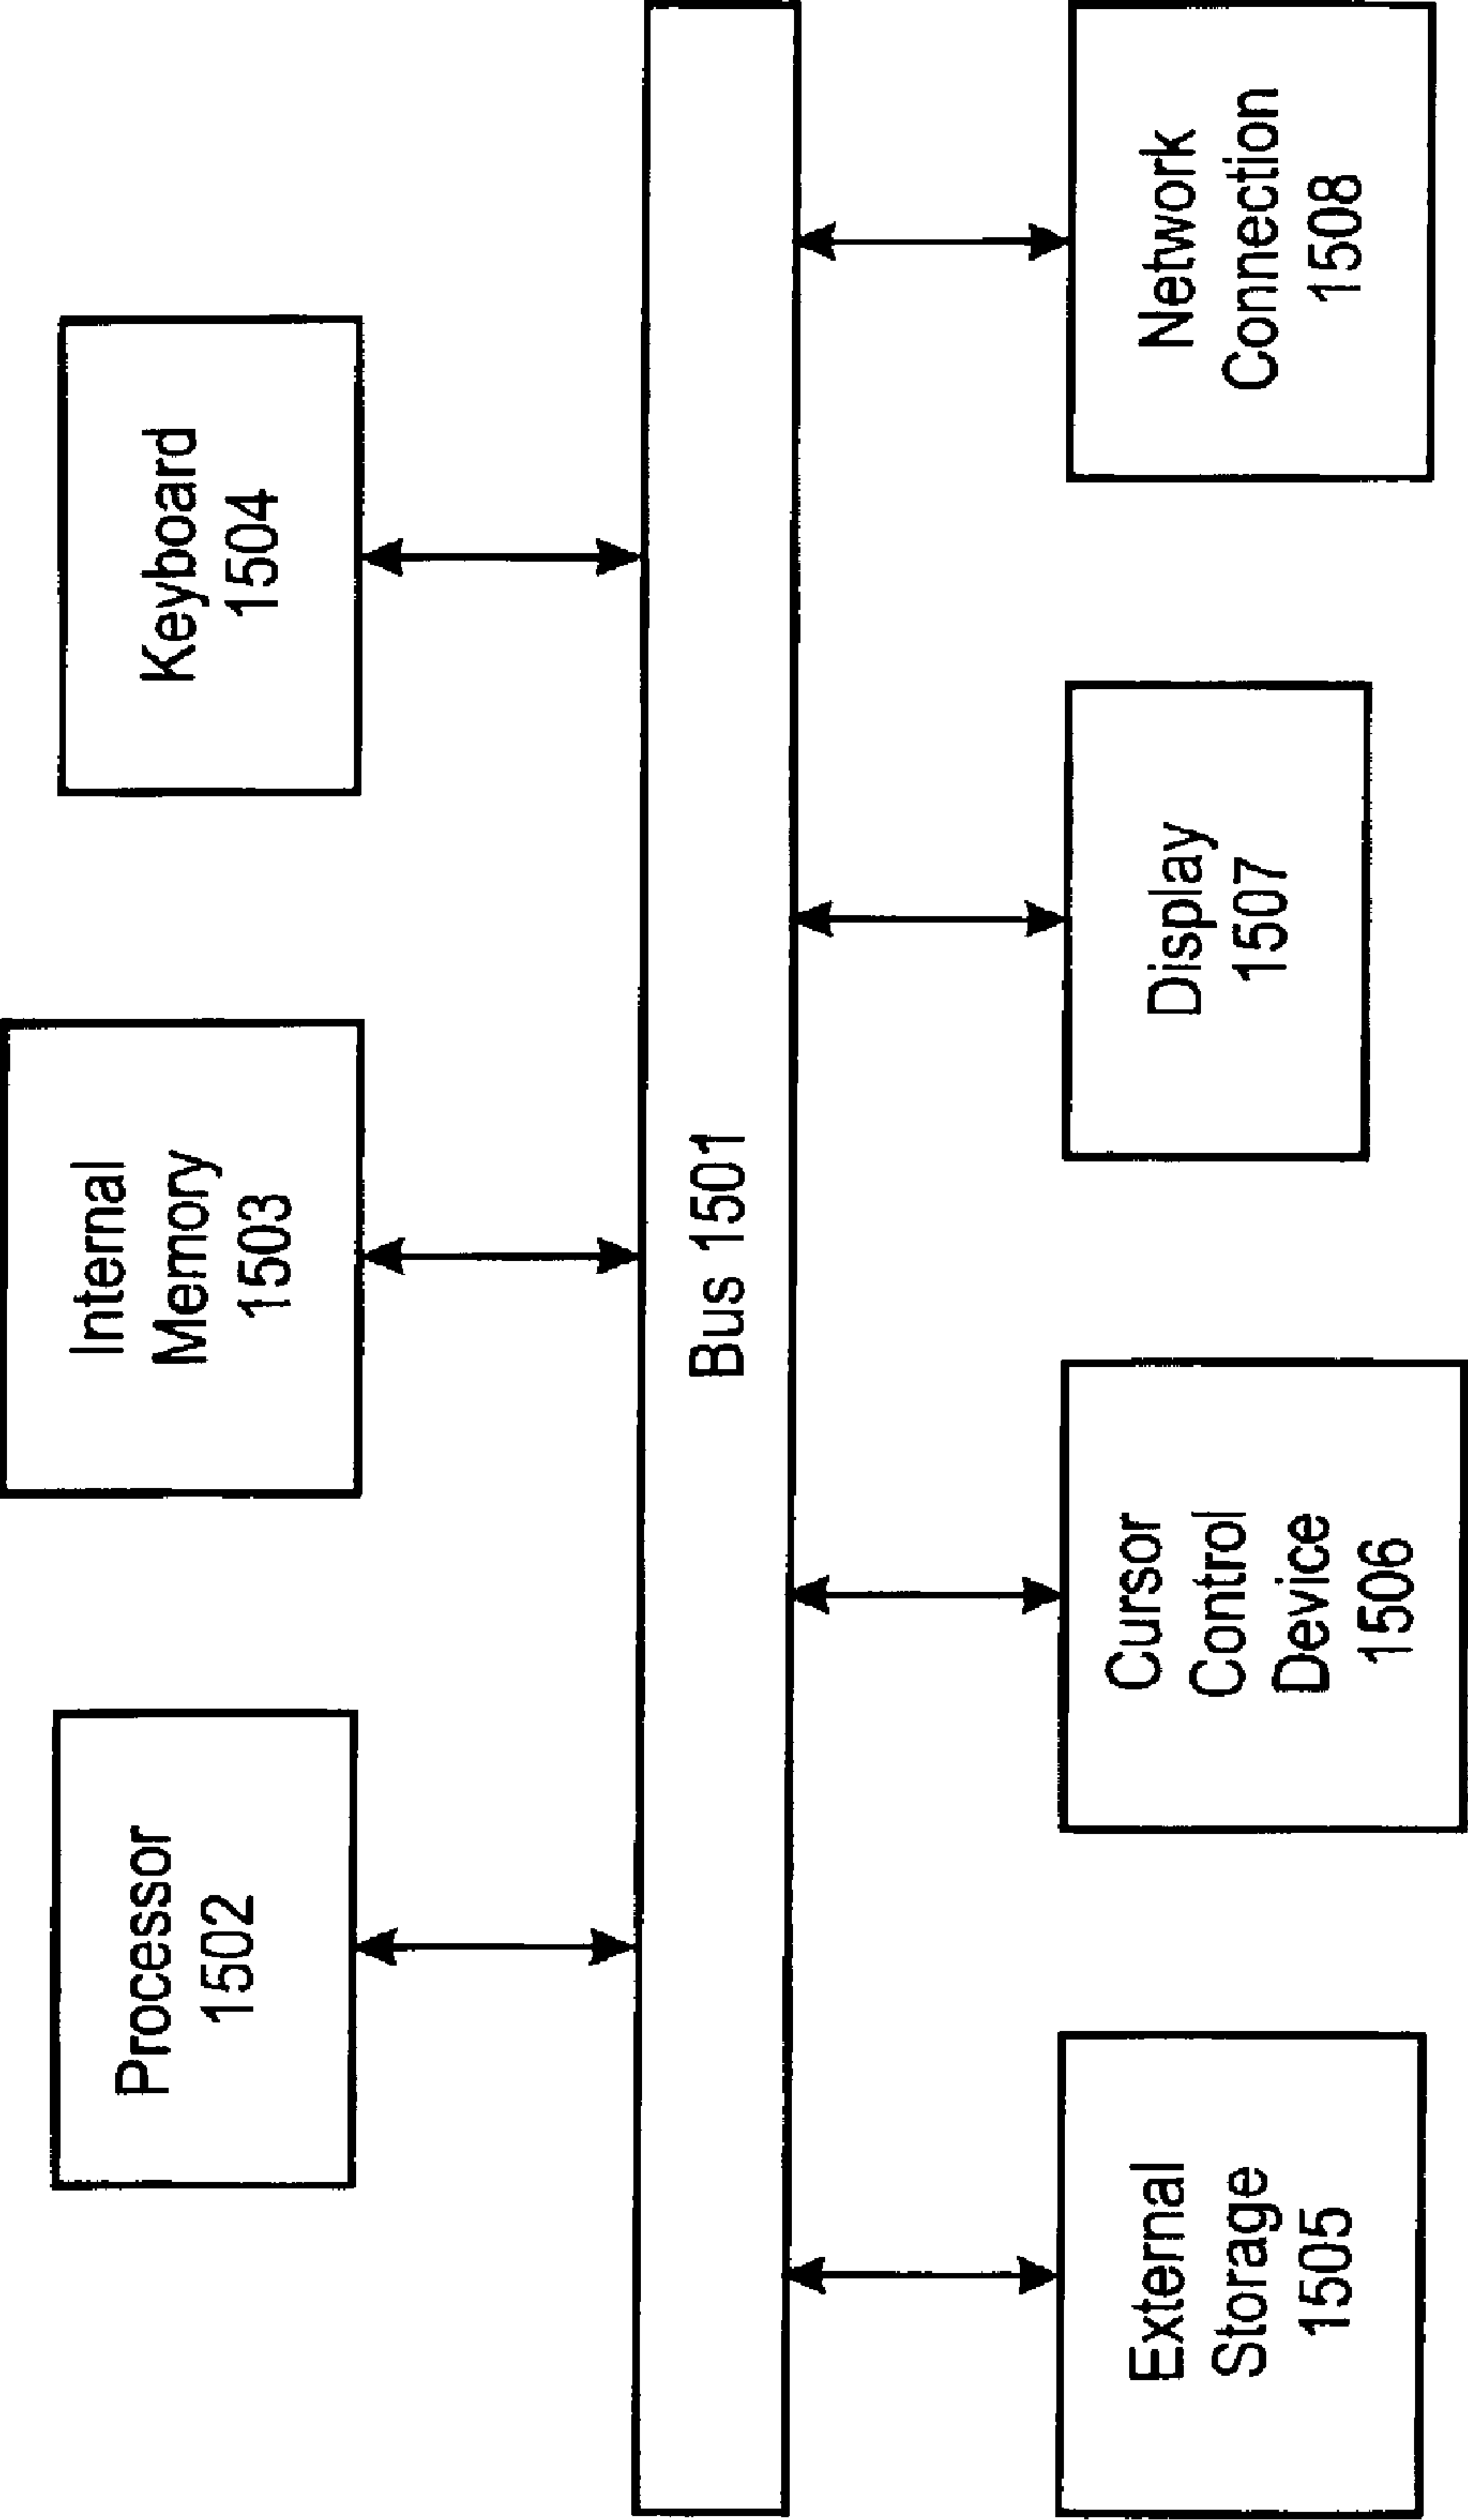 Processor
1502
Internal
Memory
1503
Keyboard
1504
Bus 1501
External
Storage
1505
Cursor
Control
Device
1506
Display
1507
Network
Connection
1508